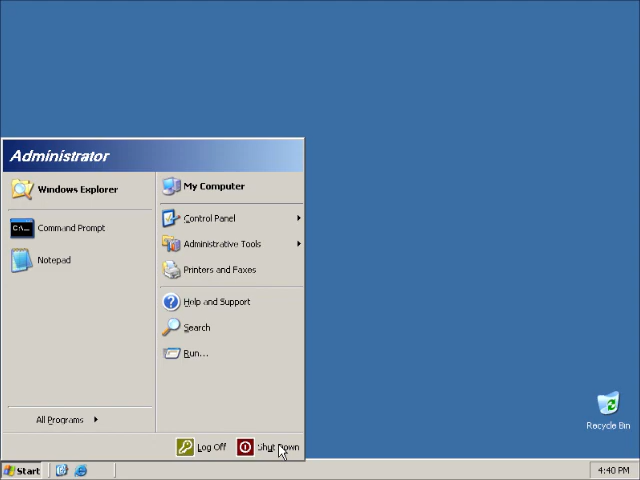 Administrator
Windows Explorer
Command Prompt
Notepad
All Programs
My Computer
Control Panel
Administrative Tools
Printers and Faxes
Help and Support
Search
Run...
Log Off
Shut Down
Recycle Bin
Start
4:40 PM